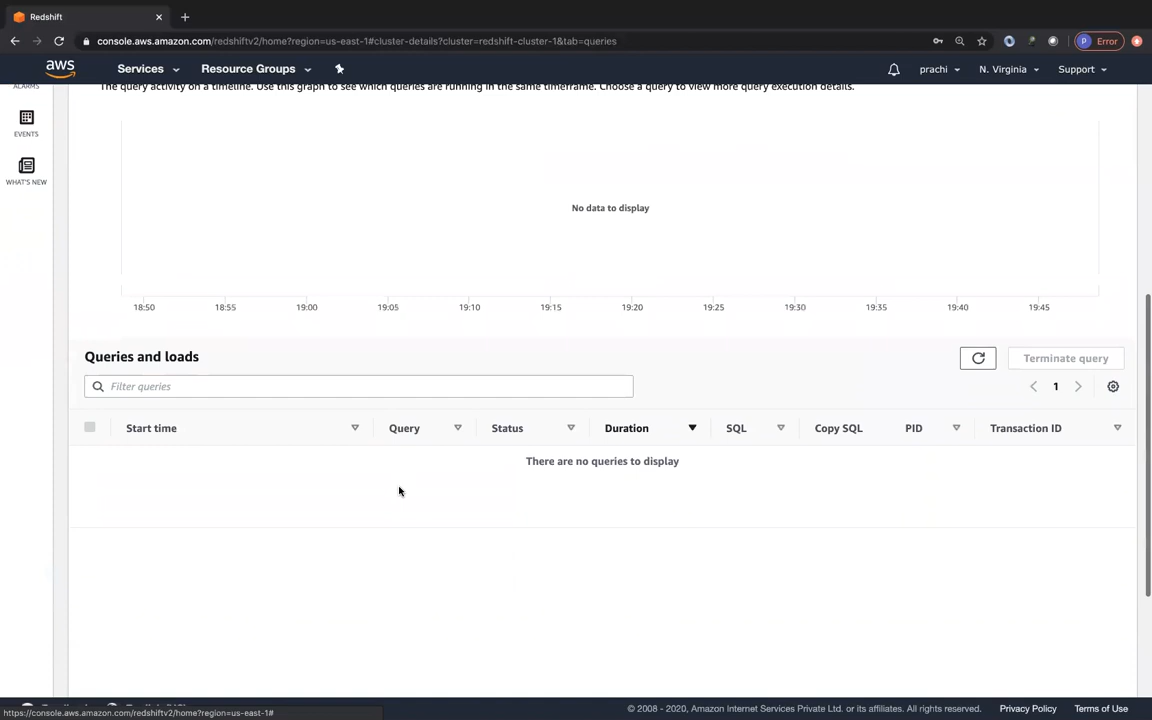 Redshift
console.aws.amazon.com/redshiftv2/home?region=us-east-1#cluster-details?cluster=redshift-cluster-1&tab=queries
P
Error
aws
Services
Resource Groups
prachi
N. Virginia
Support
ALARMS
The query activity on a timeline. Use this graph to see which queries are running in the same timeframe. Choose a query to view more query execution details.
EVENTS
WHAT'S NEW
No data to display
18:50 18:55 19:00 19:05 19:10 19:15 19:20 19:25 19:30 19:35 19:40 19:45
Queries and loads
Terminate query
Filter queries
1
Start time Query Status Duration SQL Copy SQL PID Transaction ID
There are no queries to display
© 2008 - 2020, Amazon Internet Services Private Ltd. or its affiliates. All rights reserved.
Privacy Policy
Terms of Use
https://console.aws.amazon.com/redshiftv2/home?region=us-east-1#